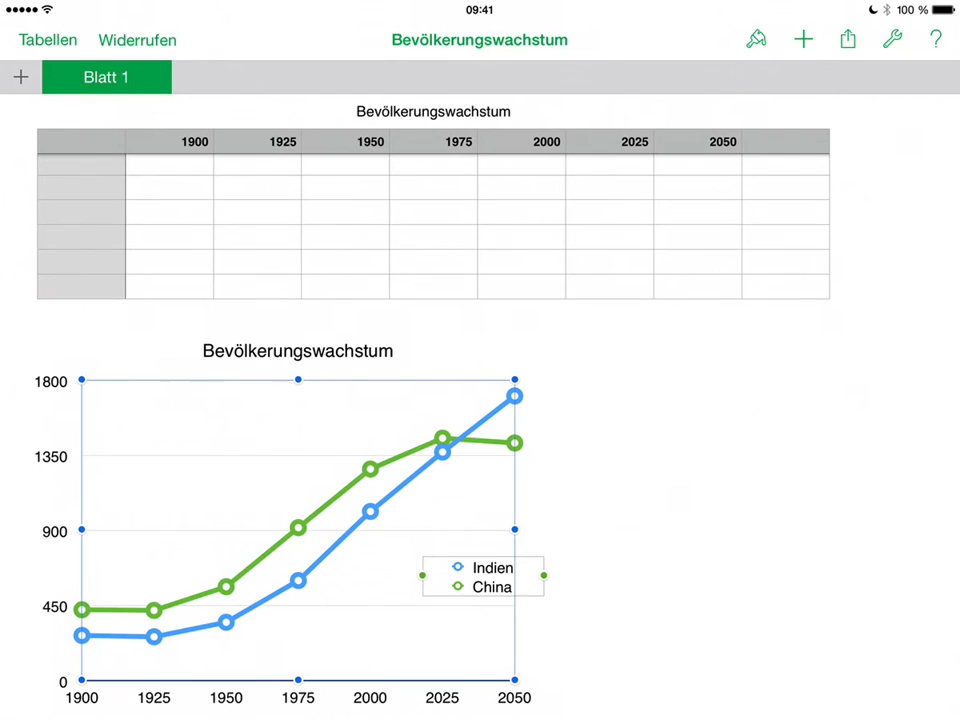 09:41
100 %
Tabellen Widerrufen Bevölkerungswachstum ?
Blatt 1
Bevölkerungswachstum
1900 1925 1950 1975 2000 2025 2050
Bevölkerungswachstum
1800
1350
900
450
0
Indien
China
1900 1925 1950 1975 2000 2025 2050